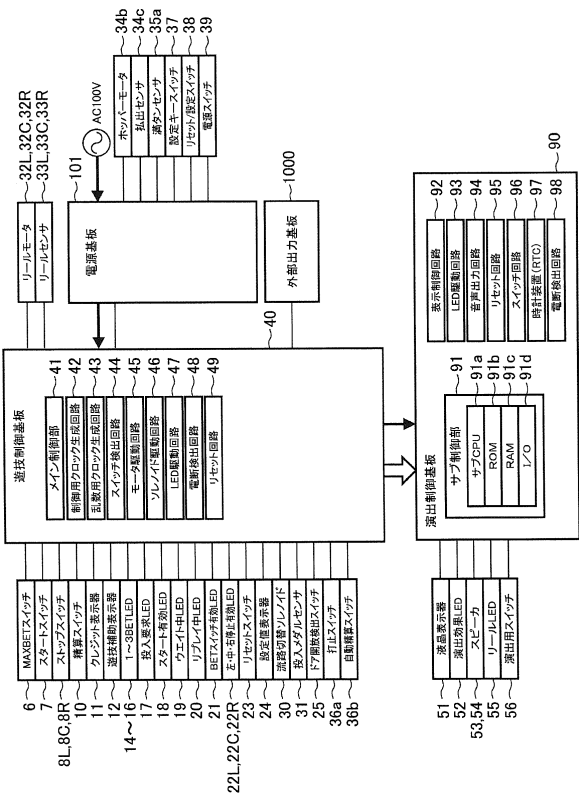 34b ホッパーモータ
34c 払出センサ
35a 満タンセンサ
37 設定キースイッチ
38 リセット/設定スイッチ
39 電源スイッチ
AC100V
101
電源基板
1000
外部出力基板
32L,32C,32R リールモータ
33L,33C,33R リールセンサ
40
遊技制御基板
メイン制御部 41
制御用クロック生成回路 42
乱数用クロック生成回路 43
スイッチ検出回路 44
モータ駆動回路 45
ソレノイド駆動回路 46
LED駆動回路 47
電断検出回路 48
リセット回路 49
6 MAXBETスイッチ
7 スタートスイッチ
8L,8C,8R ストップスイッチ
10 精算スイッチ
11 クレジット表示器
12 遊技補助表示器
14～16 1～3BETLED
17 投入要求LED
18 スタート有効LED
19 ウエイト中LED
20 リプレイ中LED
21 BETスイッチ有効LED
22L,22C,22R 左・中・右停止有効LED
23 リセットスイッチ
24 設定値表示器
30 流路切替ソレノイド
31 投入メダルセンサ
25 ドア開放検出スイッチ
36a 打止スイッチ
36b 自動精算スイッチ
90
演出制御基板
サブ制御部 91
サブCPU 91a
ROM 91b
RAM 91c
I/O 91d
表示制御回路 92
LED駆動回路 93
音声出力回路 94
リセット回路 95
スイッチ回路 96
時計装置(RTC) 97
電断検出回路 98
51 液晶表示器
52 演出効果LED
53,54 スピーカ
55 リールLED
56 演出用スイッチ